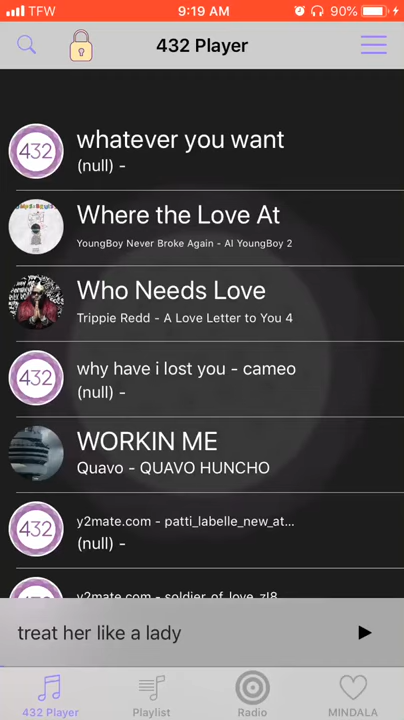 TFW 9:19 AM 90%
432 Player
432 whatever you want
(null) -
Where the Love At
YoungBoy Never Broke Again - AI YoungBoy 2
Who Needs Love
Trippie Redd - A Love Letter to You 4
432 why have i lost you - cameo
(null) -
WORKIN ME
Quavo - QUAVO HUNCHO
432 y2mate.com - patti_labelle_new_at...
(null) -
432 y2mate.com - soldier_of_love_zl8...
treat her like a lady
432 Player Playlist Radio MINDALA